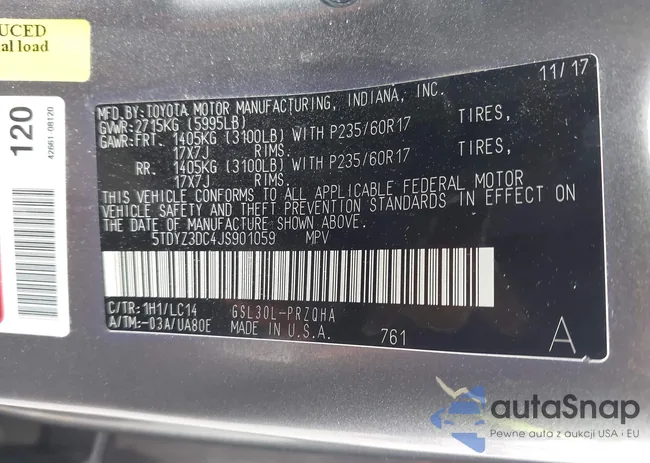 UCED
al load
120
42661-08120
11/17
MFD. BY: TOYOTA MOTOR MANUFACTURING, INDIANA, INC.
GVWR: 2715KG (5995LB)
GAWR: FRT. 1405KG (3100LB) WITH P235/60R17 TIRES,
17X7J RIMS.
RR. 1405KG (3100LB) WITH P235/60R17 TIRES,
17X7J RIMS.
THIS VEHICLE CONFORMS TO ALL APPLICABLE FEDERAL MOTOR
VEHICLE SAFETY AND THEFT PREVENTION STANDARDS IN EFFECT ON
THE DATE OF MANUFACTURE SHOWN ABOVE.
5TDYZ3DC4JS901059 MPV
C/TR: 1H1/LC14 GSL30L-PRZQHA
A/TM: -03A/UA80E MADE IN U.S.A. 761 A
autaSnap
Pewne auta z aukcji USA i EU